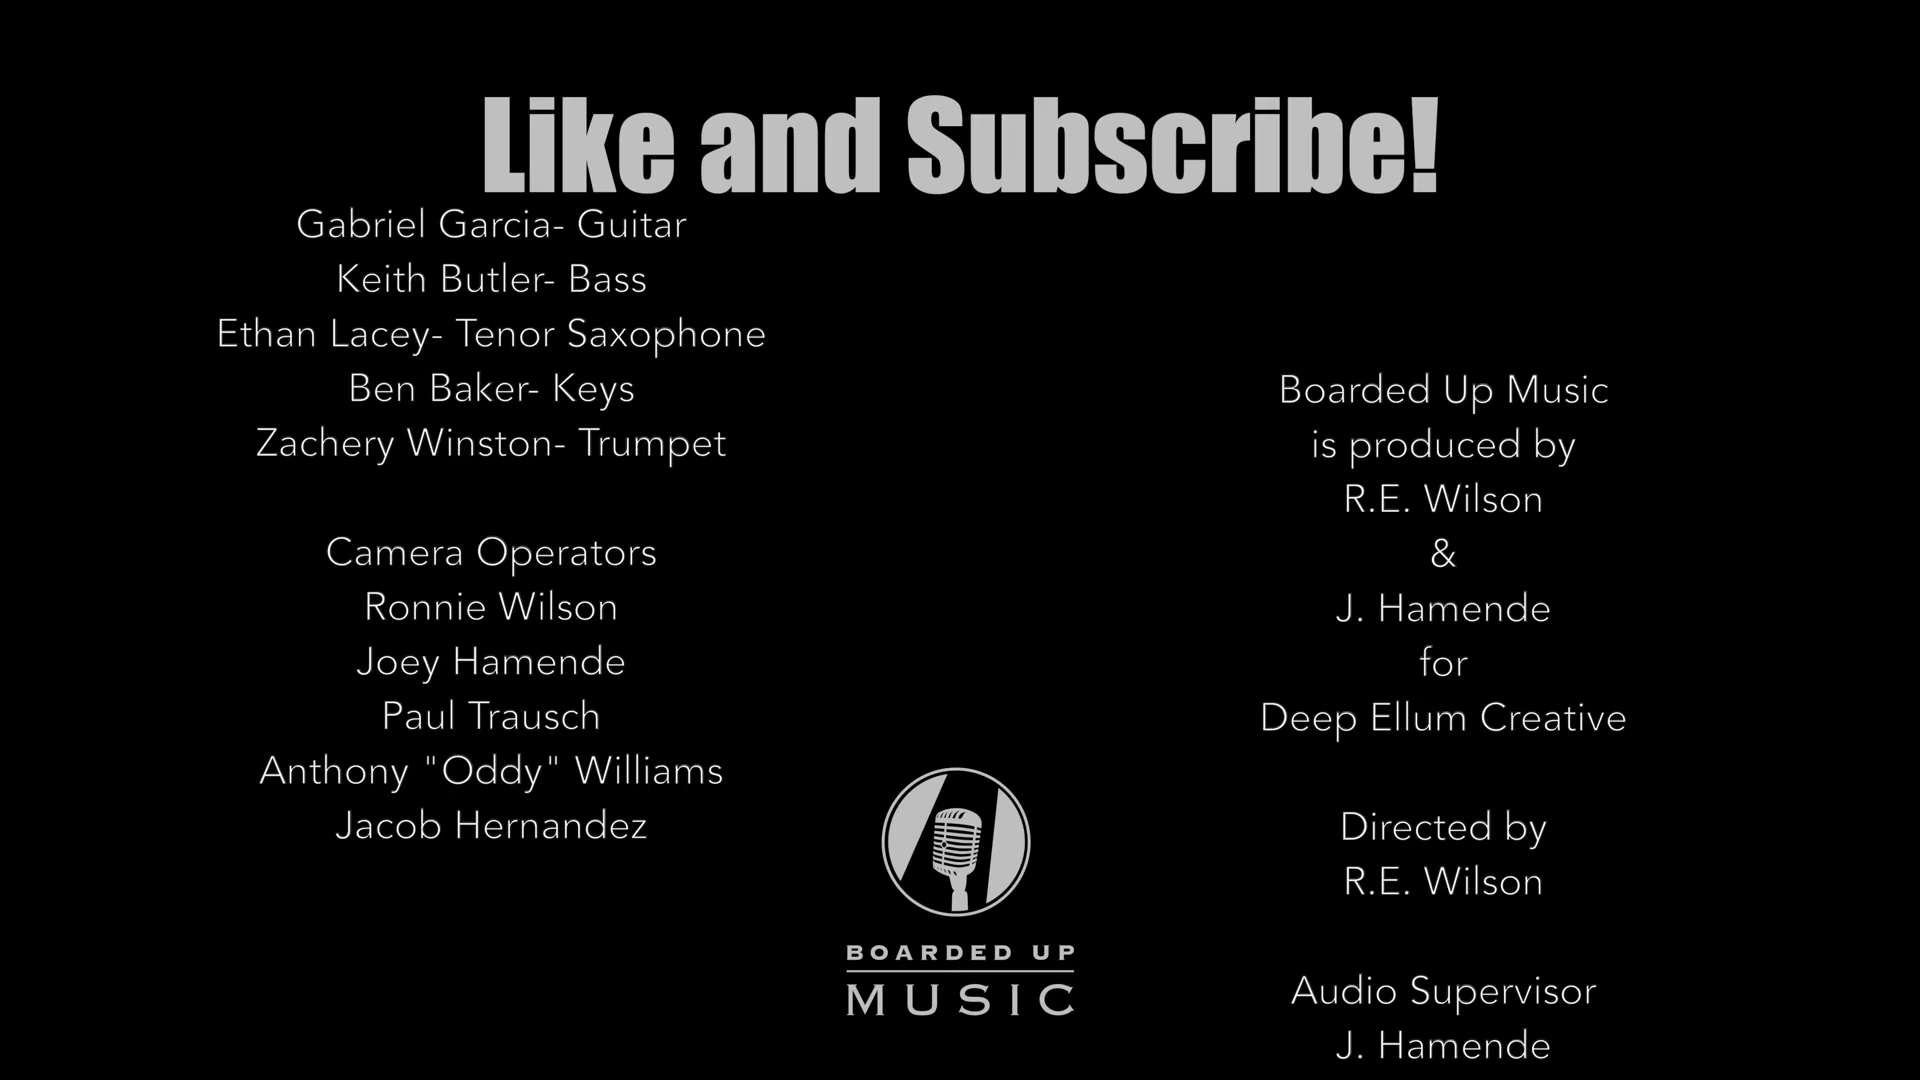 Like and Subscribe!
Gabriel Garcia- Guitar
Keith Butler- Bass
Ethan Lacey- Tenor Saxophone
Ben Baker- Keys
Zachery Winston- Trumpet
Camera Operators
Ronnie Wilson
Joey Hamende
Paul Trausch
Anthony "Oddy" Williams
Jacob Hernandez
BOARDED UP
MUSIC
Boarded Up Music
is produced by
R.E. Wilson
&
J. Hamende
for
Deep Ellum Creative
Directed by
R.E. Wilson
Audio Supervisor
J. Hamende